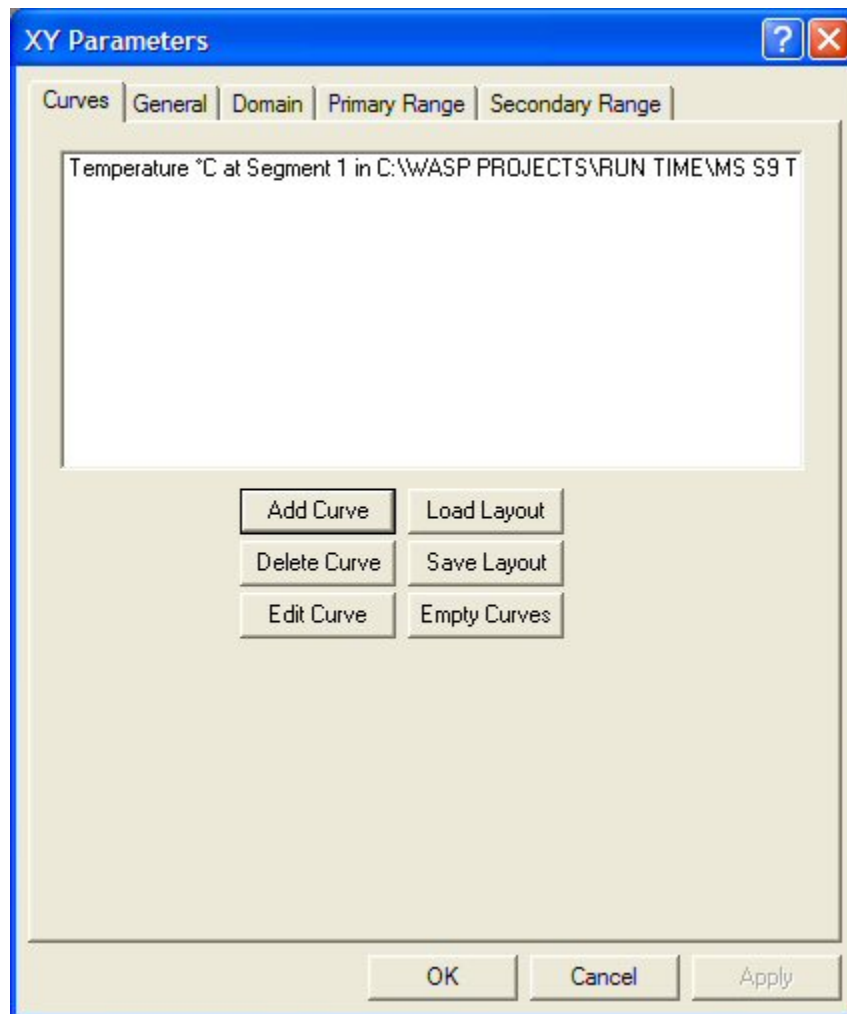 XY Parameters
Curves General Domain Primary Range Secondary Range
Temperature °C at Segment 1 in C:\WASP PROJECTS\RUN TIME\MS S9 T
Add Curve Load Layout
Delete Curve Save Layout
Edit Curve Empty Curves
OK Cancel Apply